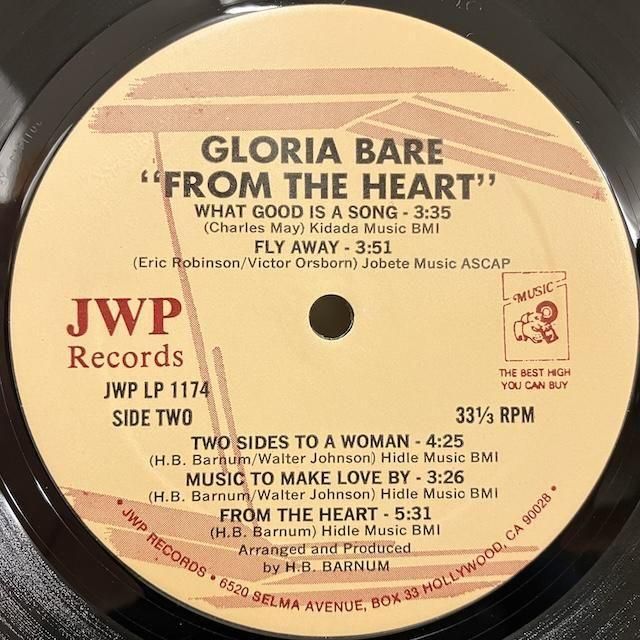 GLORIA BARE
"FROM THE HEART"
WHAT GOOD IS A SONG - 3:35
(Charles May) Kidada Music BMI
FLY AWAY - 3:51
(Eric Robinson/Victor Orsborn) Jobete Music ASCAP
JWP
Records
JWP LP 1174
SIDE TWO
MUSIC
THE BEST HIGH
YOU CAN BUY
33⅓ RPM
TWO SIDES TO A WOMAN - 4:25
(H.B. Barnum/Walter Johnson) Hidle Music BMI
MUSIC TO MAKE LOVE BY - 3:26
(H.B. Barnum/Walter Johnson) Hidle Music BMI
FROM THE HEART - 5:31
(H.B. Barnum) Hidle Music BMI
Arranged and Produced
by H.B. BARNUM
• JWP RECORDS • 6520 SELMA AVENUE, BOX 33 HOLLYWOOD, CA 90028 •